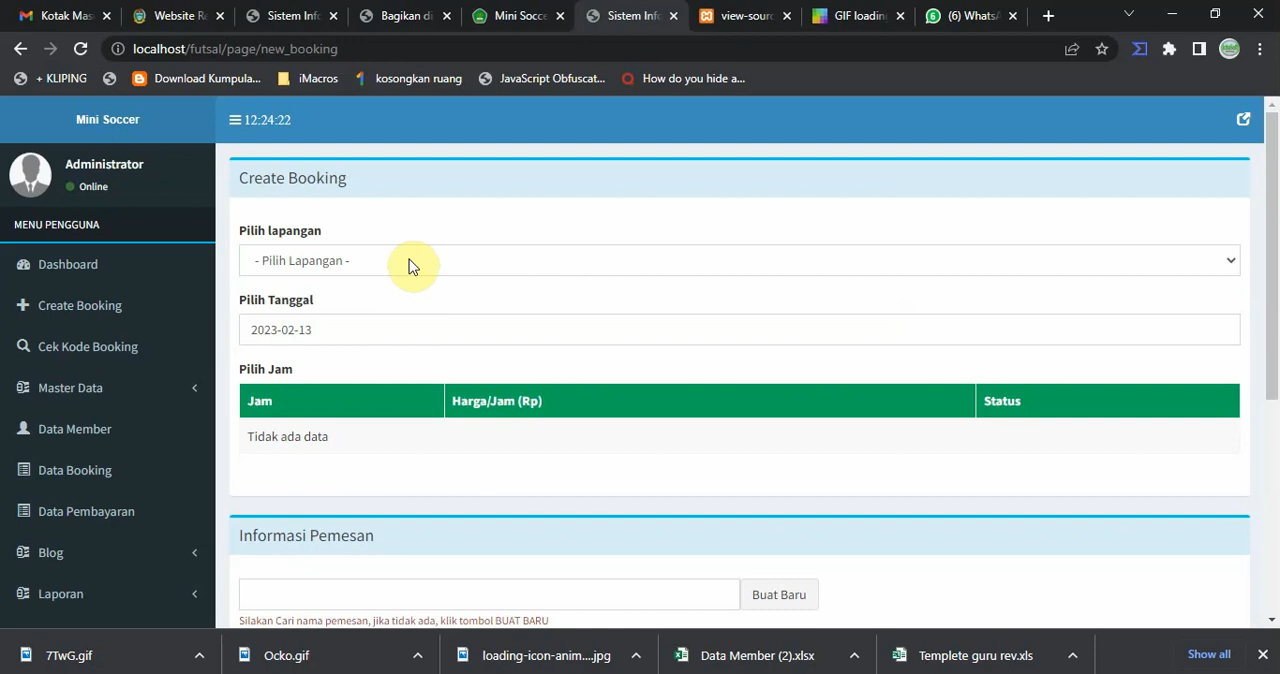 Kotak Mas
Website Re
Sistem Info
Bagikan di
Mini Socce
Sistem Info
view-sourc
GIF loading
(6) WhatsA
localhost/futsal/page/new_booking
+ KLIPING
Download Kumpula...
iMacros
kosongkan ruang
JavaScript Obfuscat...
How do you hide a...
Mini Soccer
12:24:22
Administrator
Online
MENU PENGGUNA
Dashboard
Create Booking
Cek Kode Booking
Master Data
Data Member
Data Booking
Data Pembayaran
Blog
Laporan
Create Booking
Pilih lapangan
- Pilih Lapangan -
Pilih Tanggal
2023-02-13
Pilih Jam
Jam Harga/Jam (Rp) Status
Tidak ada data
Informasi Pemesan
Buat Baru
Silakan Cari nama pemesan, jika tidak ada, klik tombol BUAT BARU
7TwG.gif
Ocko.gif
loading-icon-anim....jpg
Data Member (2).xlsx
Templete guru rev.xls
Show all